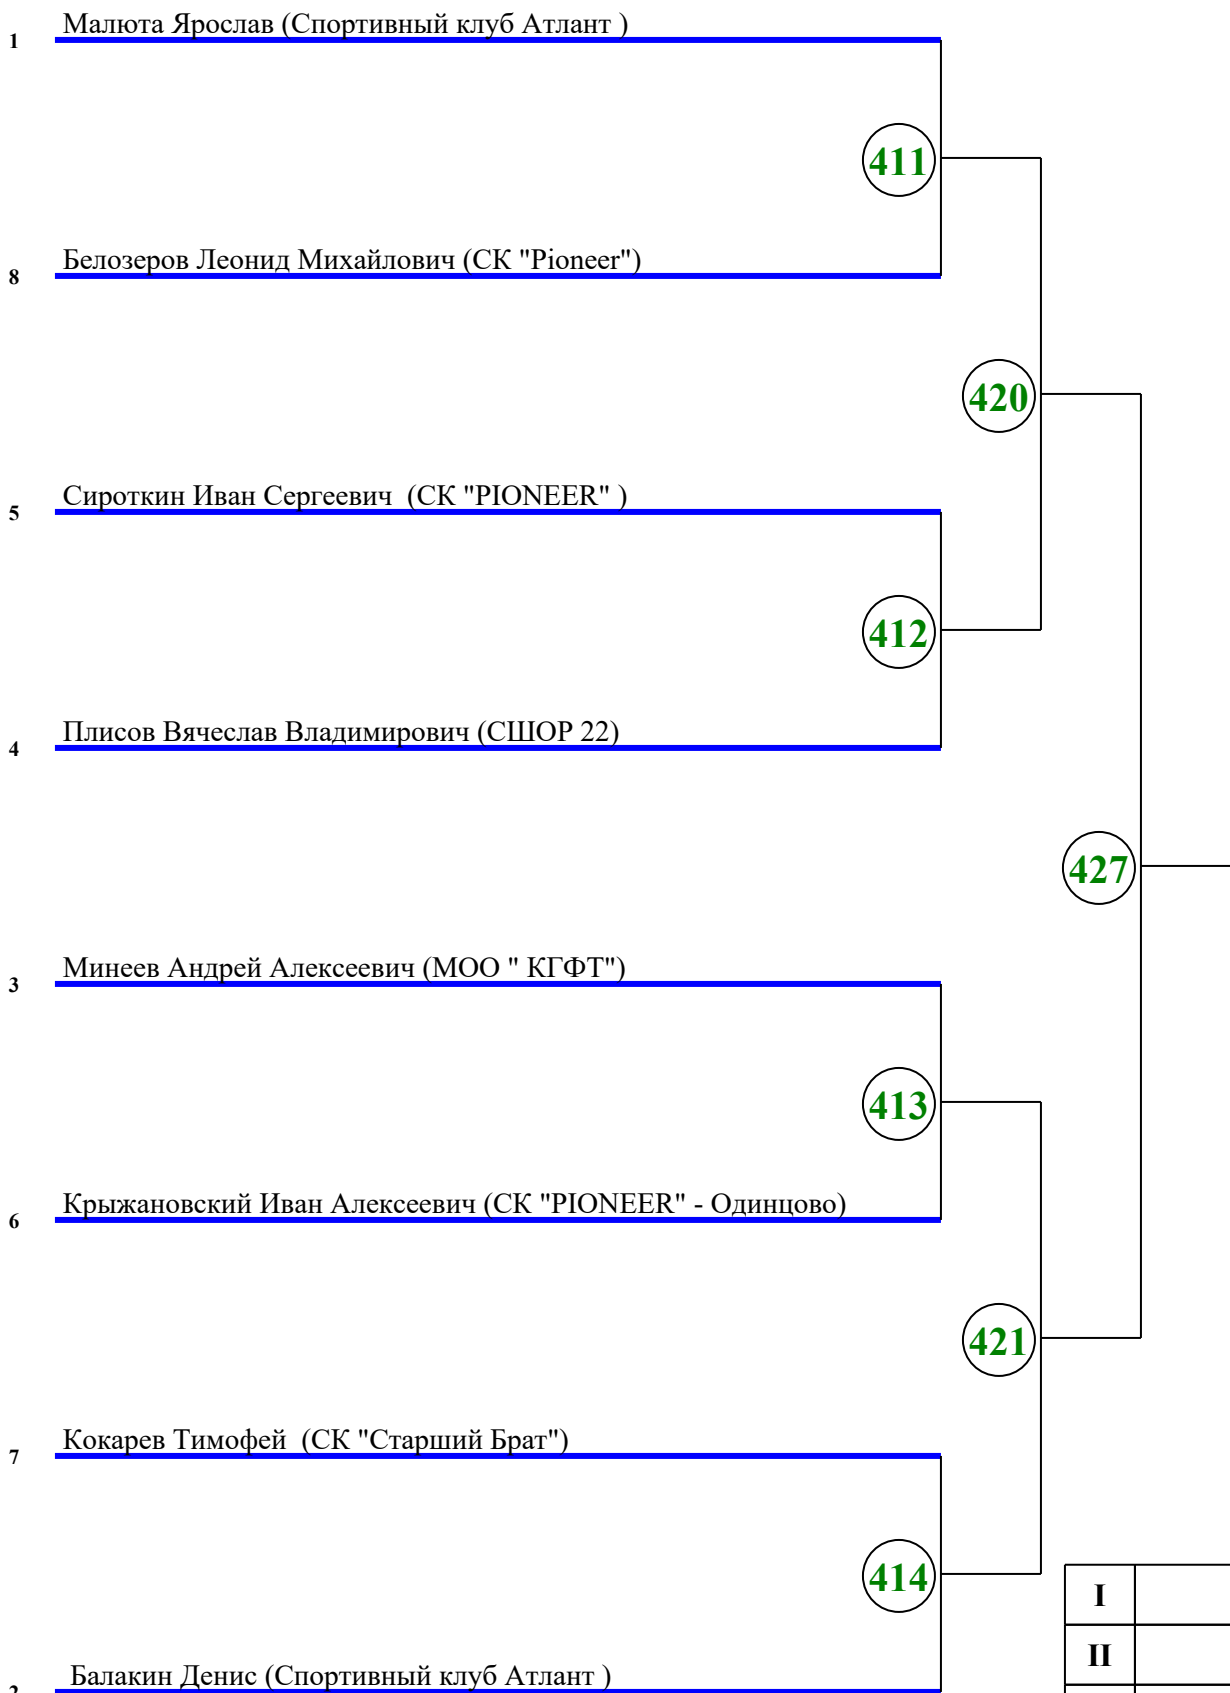 Малюта Ярослав (Спортивный клуб Атлант )
1
411
Белозеров Леонид Михайлович (СК "Pioneer")
8
420
Сироткин Иван Сергеевич  (СК "PIONEER" )
5
412
Плисов Вячеслав Владимирович (СШОР 22)
4
427
Минеев Андрей Алексеевич (МОО " КГФТ")
3
413
Крыжановский Иван Алексеевич (СК "PIONEER" - Одинцово)
6
421
Кокарев Тимофей  (СК "Старший Брат")
7
414
I
II
Балакин Денис (Спортивный клуб Атлант )
2